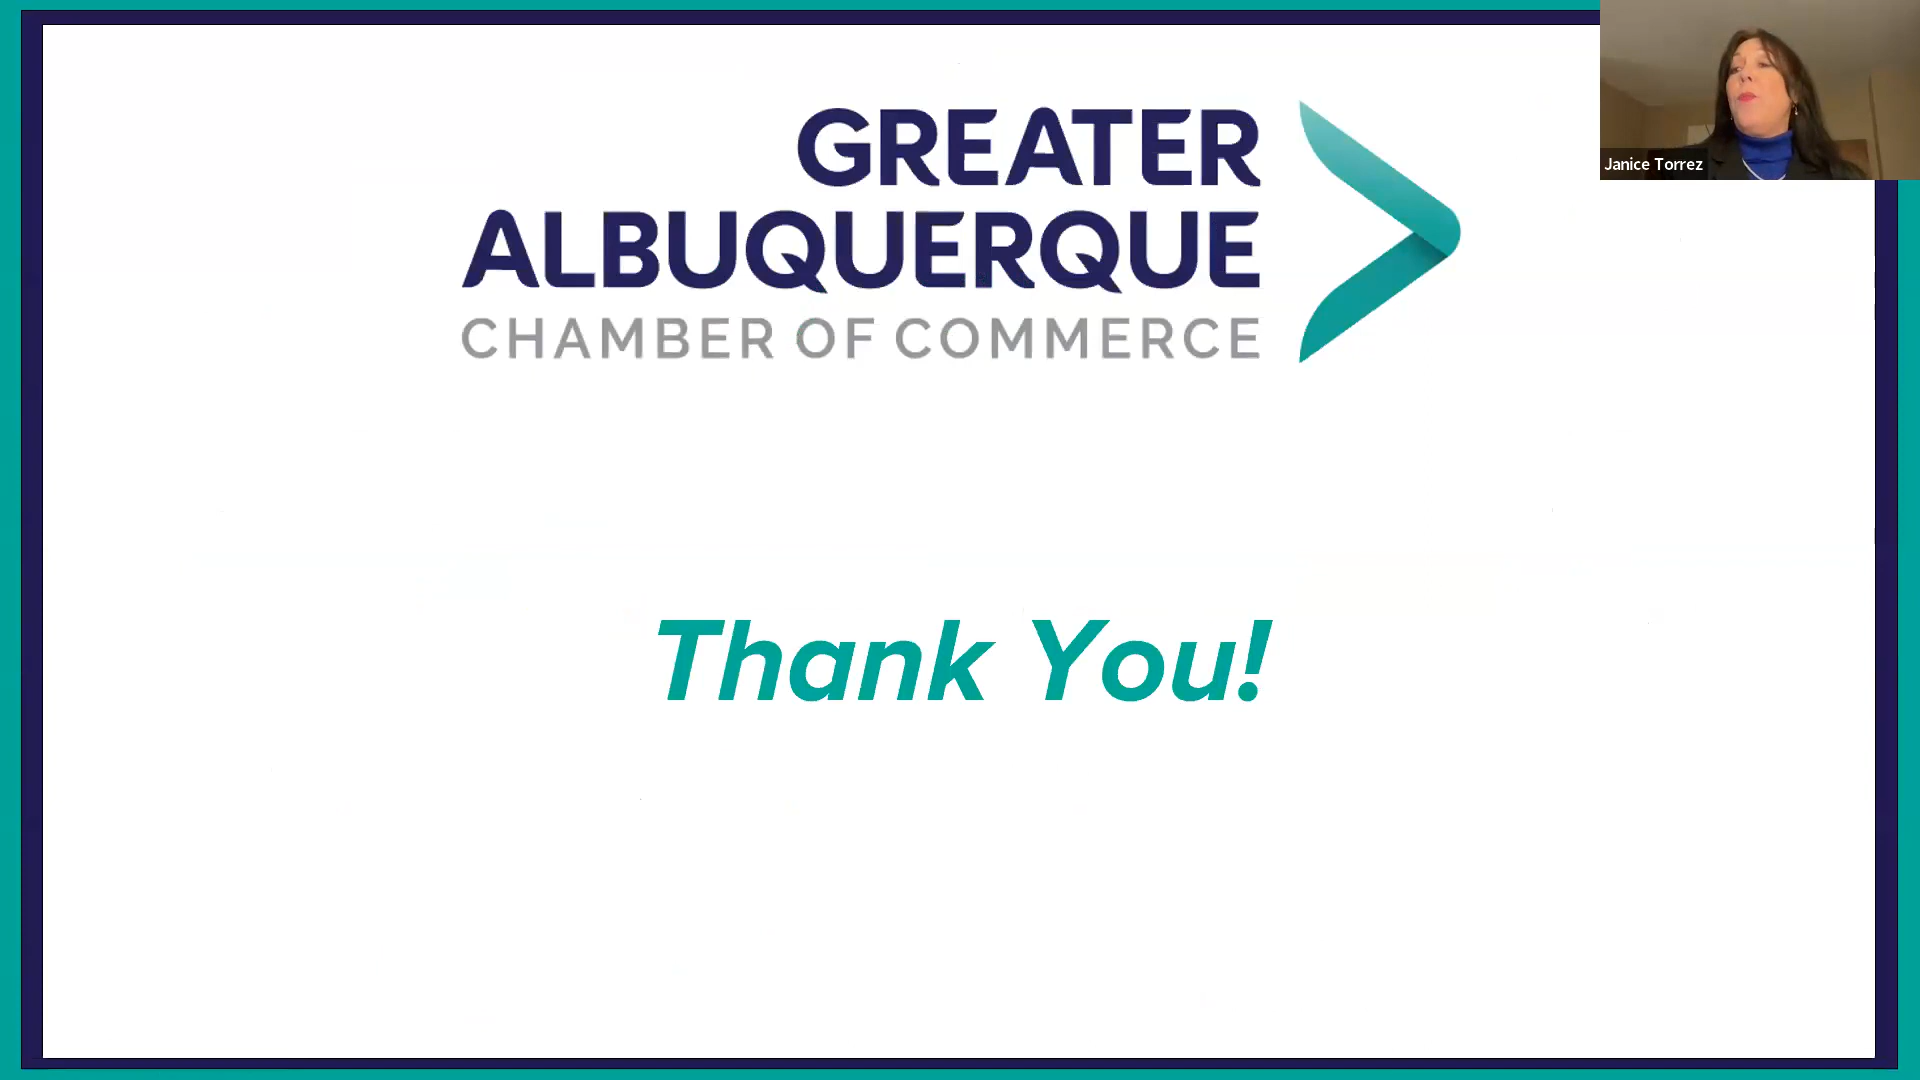 GREATER
ALBUQUERQUE
CHAMBER OF COMMERCE
Janice Torrez
Thank You!